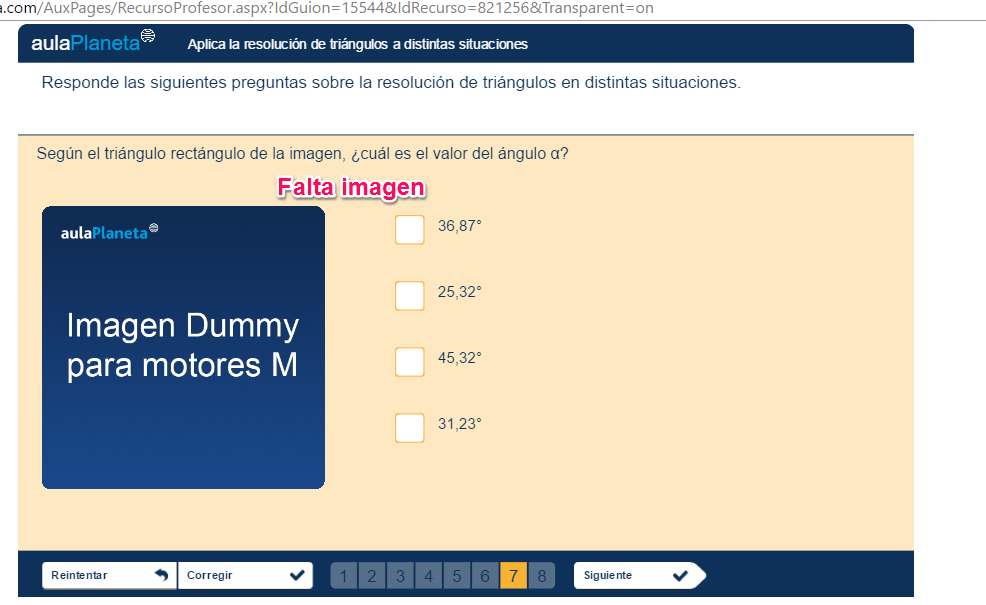 a.com/AuxPages/RecursoProfesor.aspx?IdGuion=15544&IdRecurso=821256&Transparent=on
aulaPlaneta Aplica la resolución de triángulos a distintas situaciones
Responde las siguientes preguntas sobre la resolución de triángulos en distintas situaciones.
Según el triángulo rectángulo de la imagen, ¿cuál es el valor del ángulo α?
Falta imagen
aulaPlaneta
Imagen Dummy
para motores M
36,87°
25,32°
45,32°
31,23°
Reintentar Corregir 1 2 3 4 5 6 7 8 Siguiente